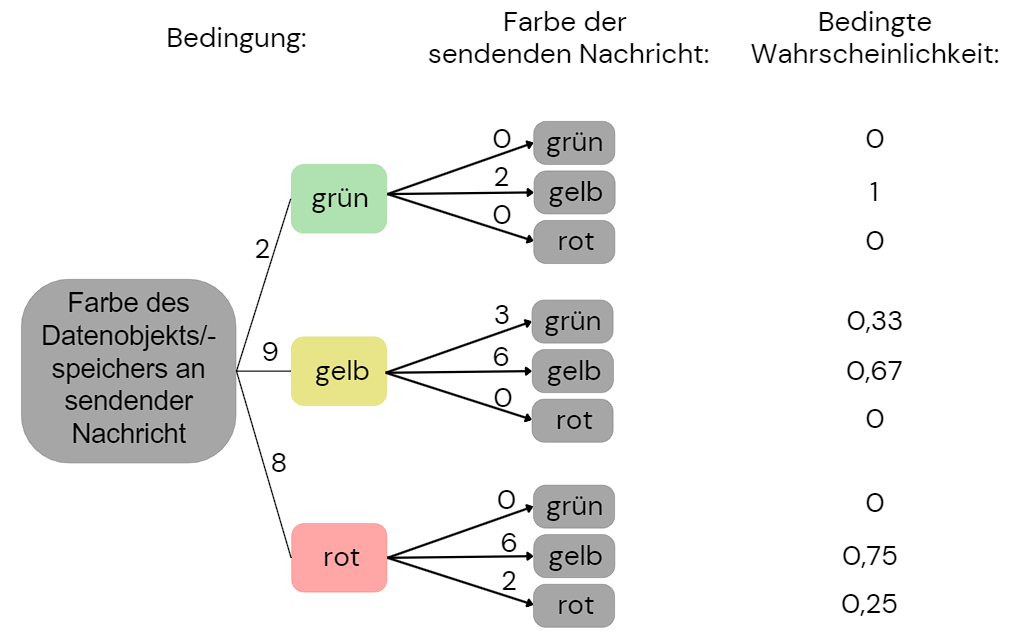 Bedingung:
Farbe der
sendenden Nachricht:
Bedingte
Wahrscheinlichkeit:
Farbe des
Datenobjekts/-
speichers an
sendender
Nachricht
2
grün
0
grün
0
2
gelb
1
0
rot
0
9
gelb
3
grün
0,33
6
gelb
0,67
0
rot
0
8
rot
0
grün
0
6
gelb
0,75
2
rot
0,25